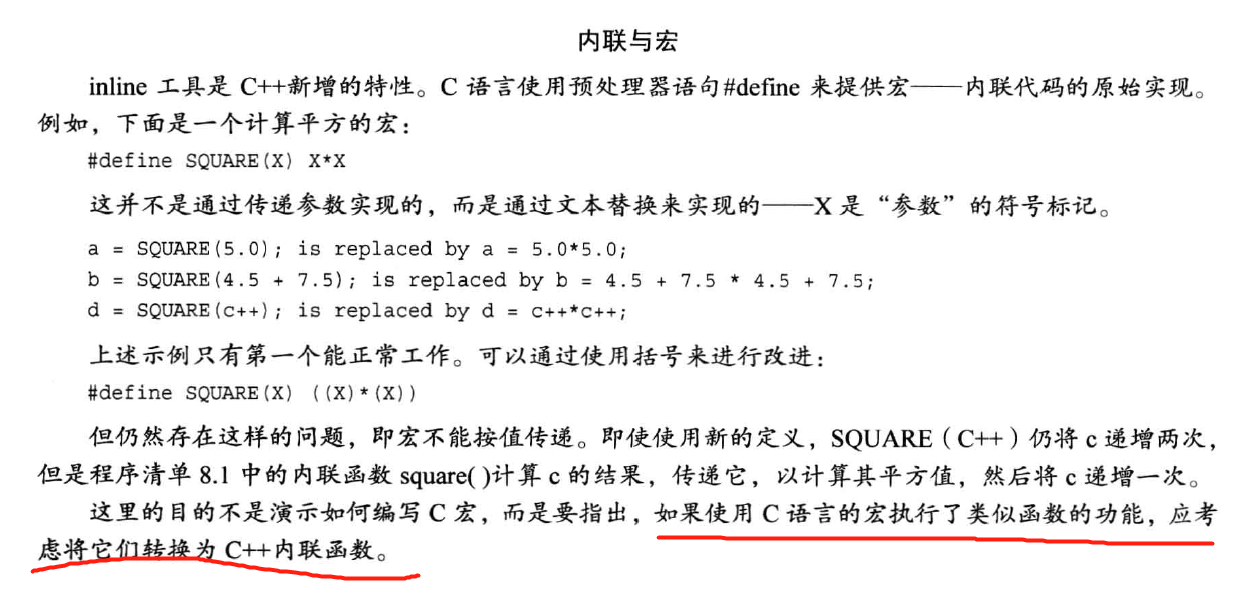 内联与宏
inline 工具是 C++新增的特性。C 语言使用预处理器语句#define 来提供宏——内联代码的原始实现。
例如，下面是一个计算平方的宏：
#define SQUARE(X) X*X
这并不是通过传递参数实现的，而是通过文本替换来实现的——X 是“参数”的符号标记。
a = SQUARE(5.0); is replaced by a = 5.0*5.0;
b = SQUARE(4.5 + 7.5); is replaced by b = 4.5 + 7.5 * 4.5 + 7.5;
d = SQUARE(c++); is replaced by d = c++*c++;
上述示例只有第一个能正常工作。可以通过使用括号来进行改进：
#define SQUARE(X) ((X)*(X))
但仍然存在这样的问题，即宏不能按值传递。即使使用新的定义，SQUARE（C++）仍将 c 递增两次，
但是程序清单 8.1 中的内联函数 square( )计算 c 的结果，传递它，以计算其平方值，然后将 c 递增一次。
这里的目的不是演示如何编写 C 宏，而是要指出，如果使用 C 语言的宏执行了类似函数的功能，应考
虑将它们转换为 C++内联函数。